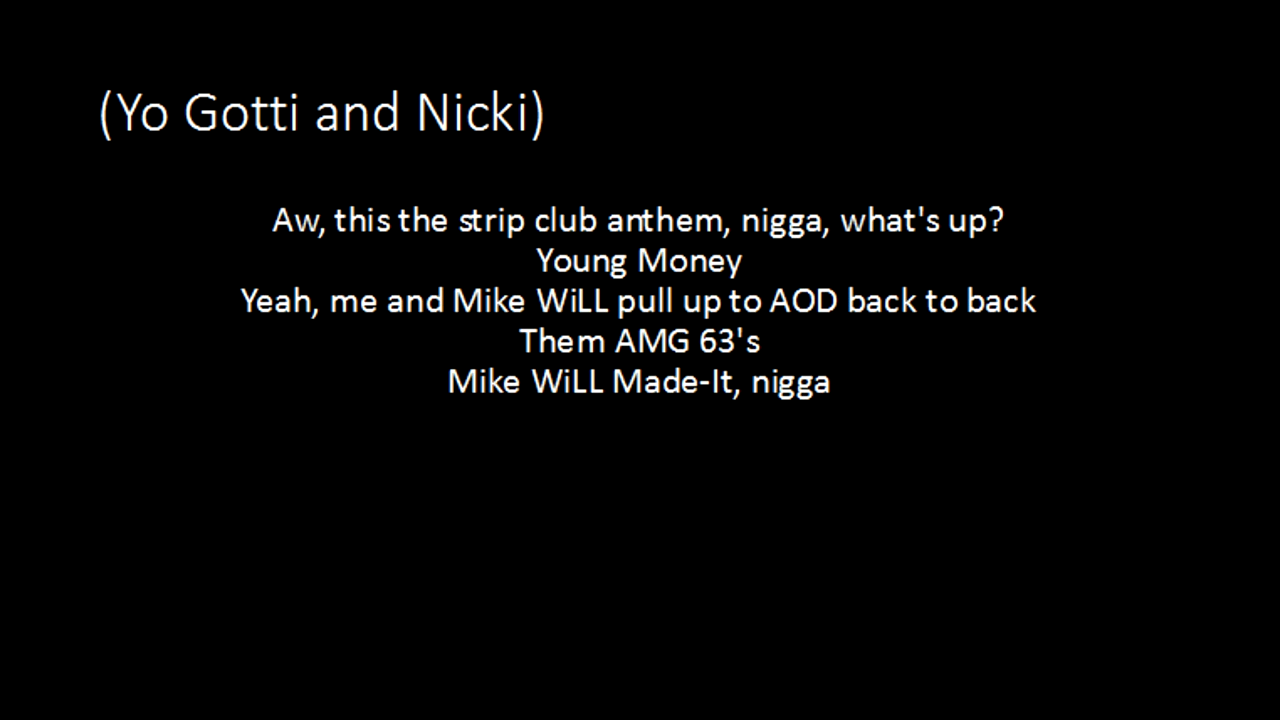 (Yo Gotti and Nicki)
Aw, this the strip club anthem, nigga, what's up?
Young Money
Yeah, me and Mike WiLL pull up to AOD back to back
Them AMG 63's
Mike WiLL Made-It, nigga